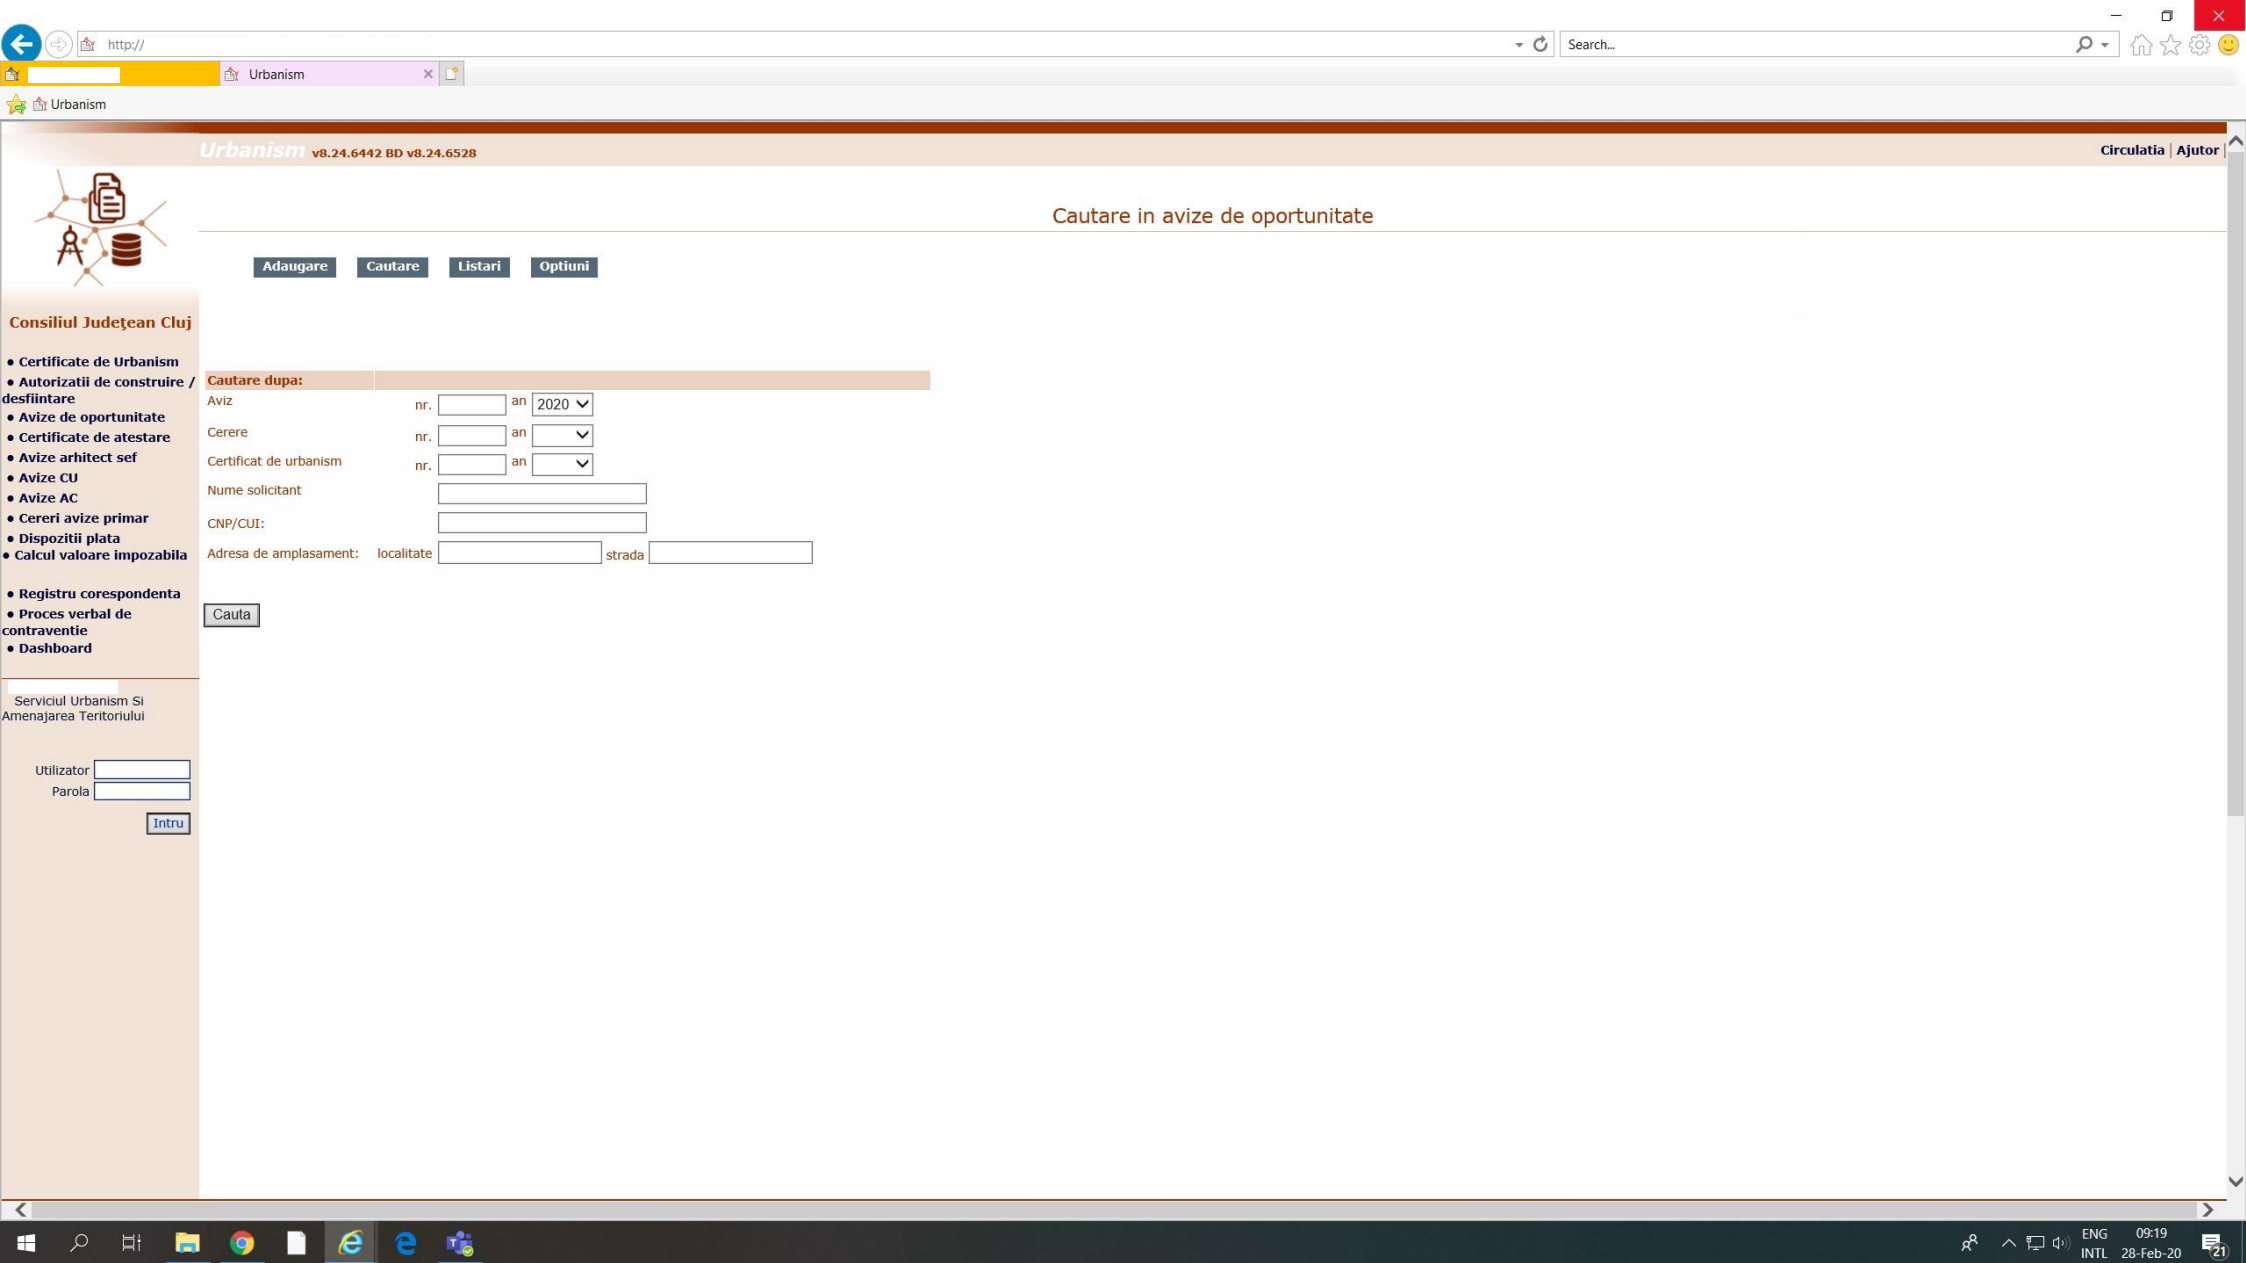 http://
Search...
Urbanism
Urbanism
Urbanism v8.24.6442 BD v8.24.6528
Circulatia | Ajutor |
Cautare in avize de oportunitate
Adaugare Cautare Listari Optiuni
Consiliul Judeţean Cluj
• Certificate de Urbanism
• Autorizatii de construire /
desfiintare
• Avize de oportunitate
• Certificate de atestare
• Avize arhitect sef
• Avize CU
• Avize AC
• Cereri avize primar
• Dispozitii plata
• Calcul valoare impozabila
• Registru corespondenta
• Proces verbal de
contraventie
• Dashboard
Serviciul Urbanism Si
Amenajarea Teritoriului
Utilizator
Parola
Intru
Cautare dupa:
Aviz nr. an 2020
Cerere nr. an
Certificat de urbanism nr. an
Nume solicitant
CNP/CUI:
Adresa de amplasament: localitate strada
Cauta
ENG 09:19
INTL 28-Feb-20
21